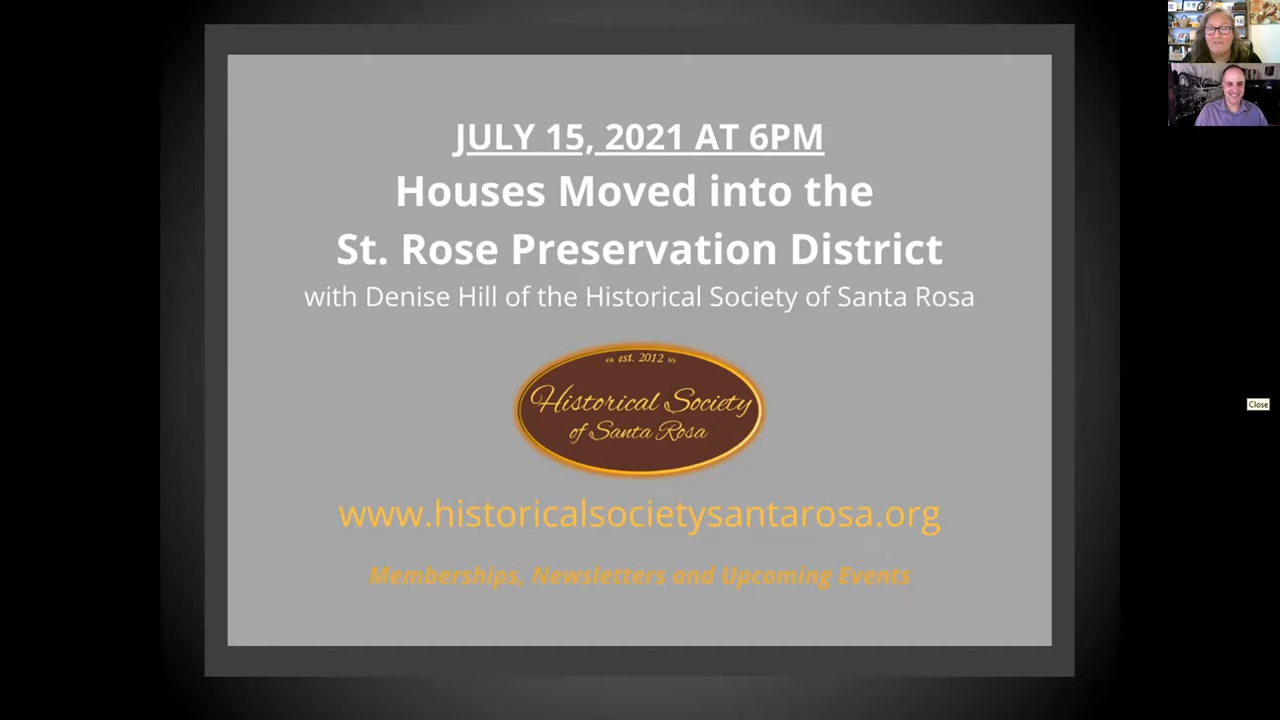 JULY 15, 2021 AT 6PM
Houses Moved into the
St. Rose Preservation District
with Denise Hill of the Historical Society of Santa Rosa
est. 2012
Historical Society
of Santa Rosa
www.historicalsocietysantarosa.org
Memberships, Newsletters and Upcoming Events
Close